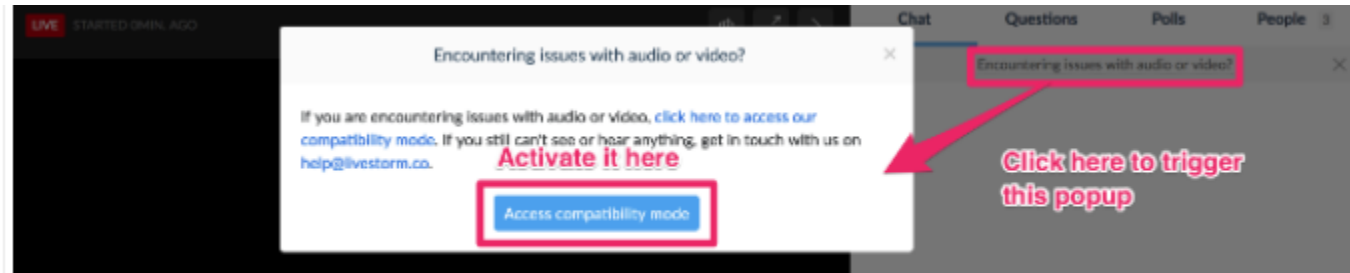 LIVE STARTED 0MIN. AGO
Chat Questions Polls People 3
Encountering issues with audio or video?
Encountering issues with audio or video?
If you are encountering issues with audio or video, click here to access our
compatibility mode. If you still can't see or hear anything, get in touch with us on
help@livestorm.co.
Activate it here
Access compatibility mode
Click here to trigger
this popup